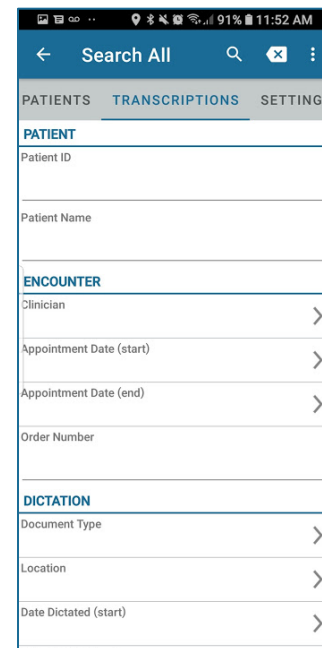 91% 11:52 AM
Search All
PATIENTS TRANSCRIPTIONS SETTING
PATIENT
Patient ID
Patient Name
ENCOUNTER
Clinician
Appointment Date (start)
Appointment Date (end)
Order Number
DICTATION
Document Type
Location
Date Dictated (start)